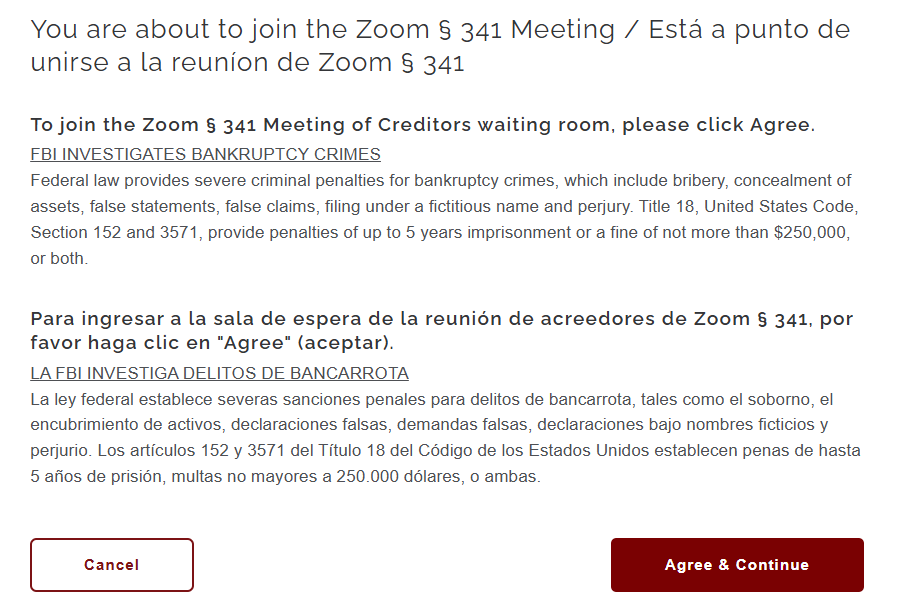 You are about to join the Zoom § 341 Meeting / Está a punto de
unirse a la reuníon de Zoom § 341
To join the Zoom § 341 Meeting of Creditors waiting room, please click Agree.
FBI INVESTIGATES BANKRUPTCY CRIMES
Federal law provides severe criminal penalties for bankruptcy crimes, which include bribery, concealment of
assets, false statements, false claims, filing under a fictitious name and perjury. Title 18, United States Code,
Section 152 and 3571, provide penalties of up to 5 years imprisonment or a fine of not more than $250,000,
or both.
Para ingresar a la sala de espera de la reunión de acreedores de Zoom § 341, por
favor haga clic en "Agree" (aceptar).
LA FBI INVESTIGA DELITOS DE BANCARROTA
La ley federal establece severas sanciones penales para delitos de bancarrota, tales como el soborno, el
encubrimiento de activos, declaraciones falsas, demandas falsas, declaraciones bajo nombres ficticios y
perjurio. Los artículos 152 y 3571 del Título 18 del Código de los Estados Unidos establecen penas de hasta
5 años de prisión, multas no mayores a 250.000 dólares, o ambas.
Cancel
Agree & Continue